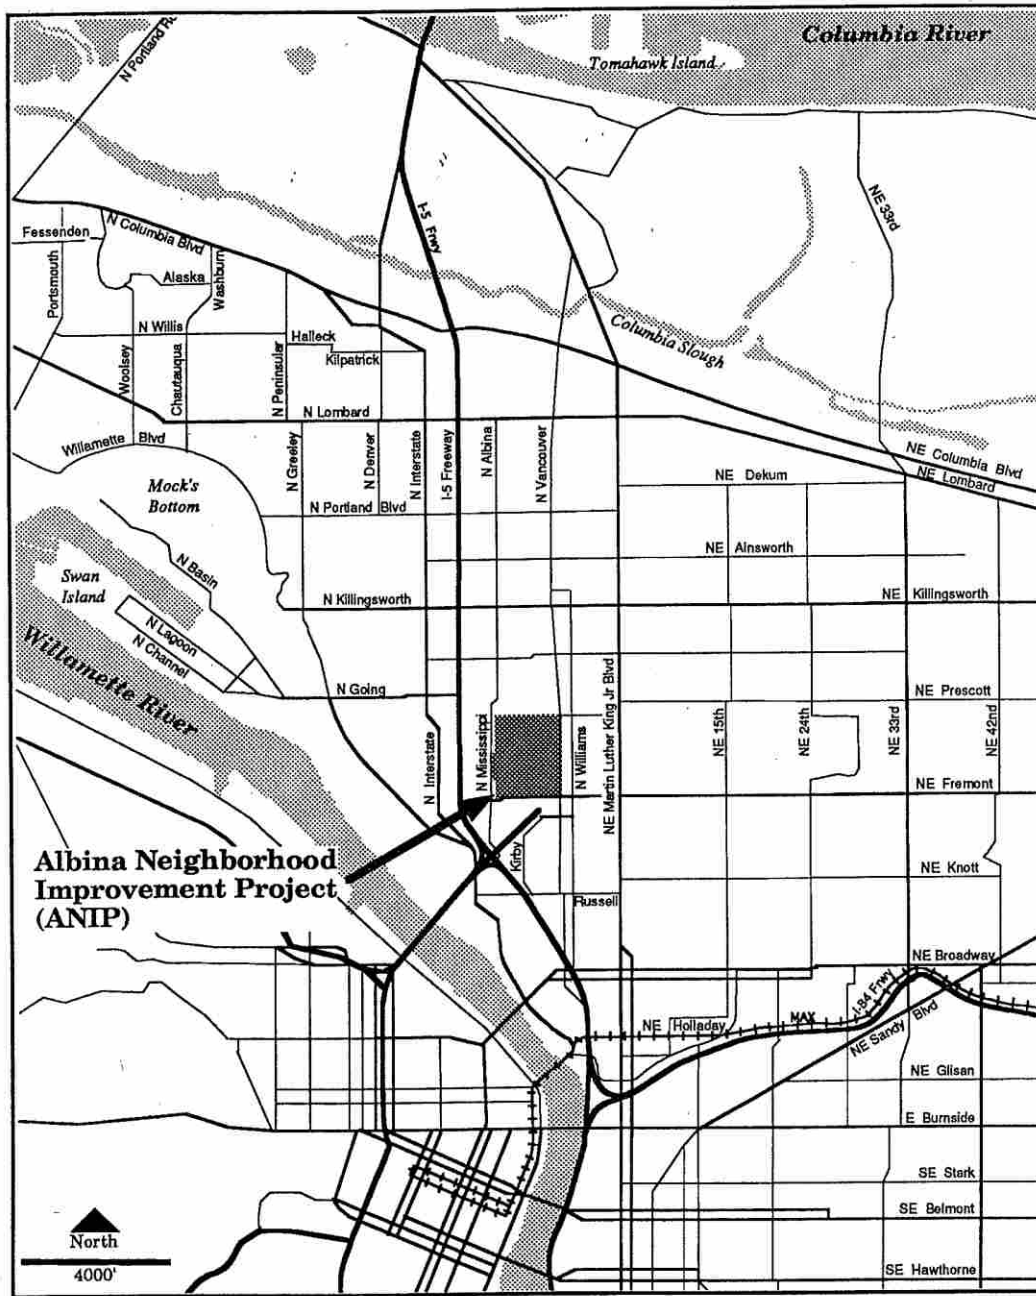 Columbia River
Tomahawk Island
N Portland
NE 33rd
I-5 Frwy
N Columbia Blvd
Fessenden
Portsmouth
Alaska
Washburn
N Willis
Halleck
Kilpatrick
Columbia Slough
Woolsey
Chautauqua
N Peninsular
N Lombard
Willamette Blvd
N Greeley
N Denver
N Interstate
I-5 Freeway
N Albina
N Vancouver
NE Columbia Blvd
NE Lombard
NE Dekum
Mock's
Bottom
N Portland Blvd
NE Ainsworth
N Basin
Swan
Island
N Lagoon
N Channel
N Killingsworth
NE Killingsworth
Willamette River
N Going
NE Prescott
N Interstate
N Mississippi
N Williams
NE Martin Luther King Jr Blvd
NE 15th
NE 24th
NE 33rd
NE 42nd
NE Fremont
Albina Neighborhood
Improvement Project
(ANIP)
Kirby
NE Knott
Russell
NE Broadway
I-84 Frwy
MAX
NE Holladay
NE Sandy Blvd
NE Glisan
E Burnside
SE Stark
SE Belmont
SE Hawthorne
North
4000'